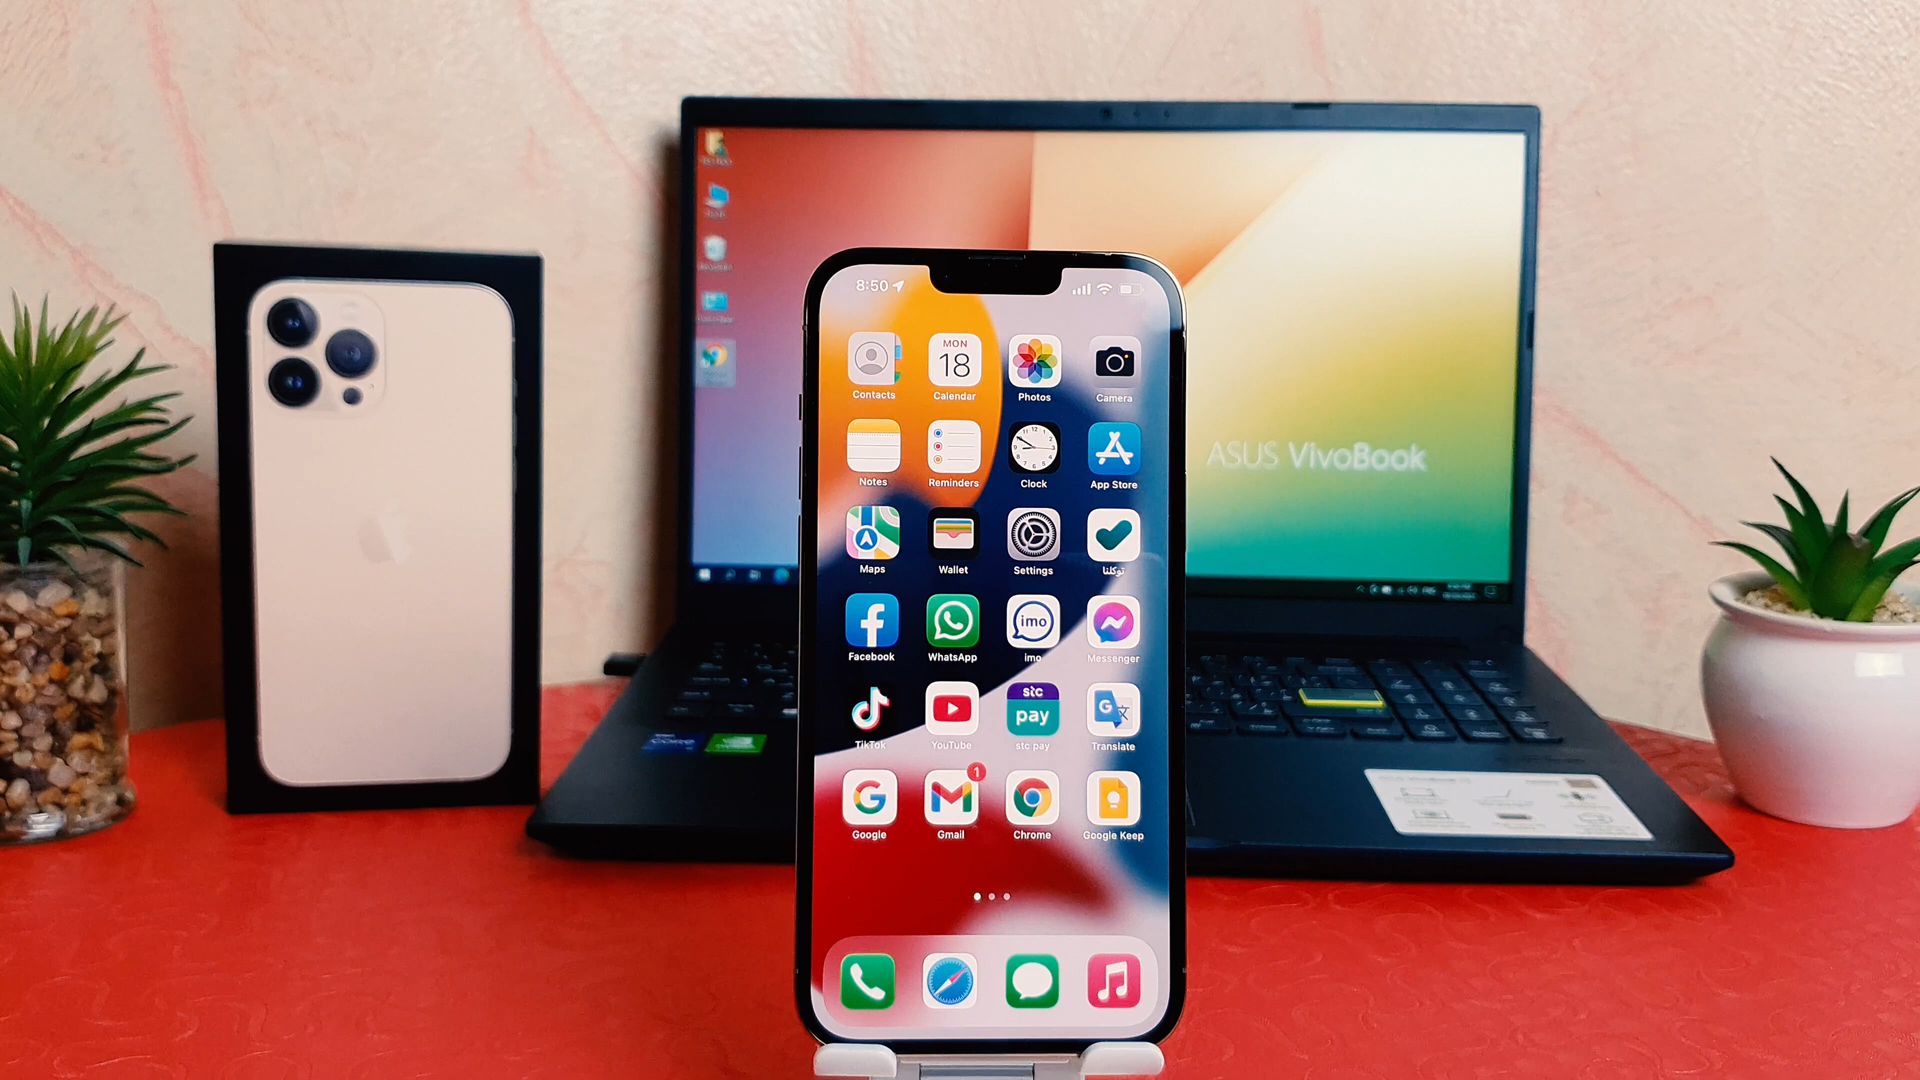 ASUS VivoBook
8:50
MON
18
Contacts
Calendar
Photos
Camera
Notes
Reminders
Clock
App Store
Maps
Wallet
Settings
توكلنا
imo
Facebook
WhatsApp
imo
Messenger
stc
pay
G
TikTok
YouTube
stc pay
Translate
G
1
Google
Gmail
Chrome
Google Keep